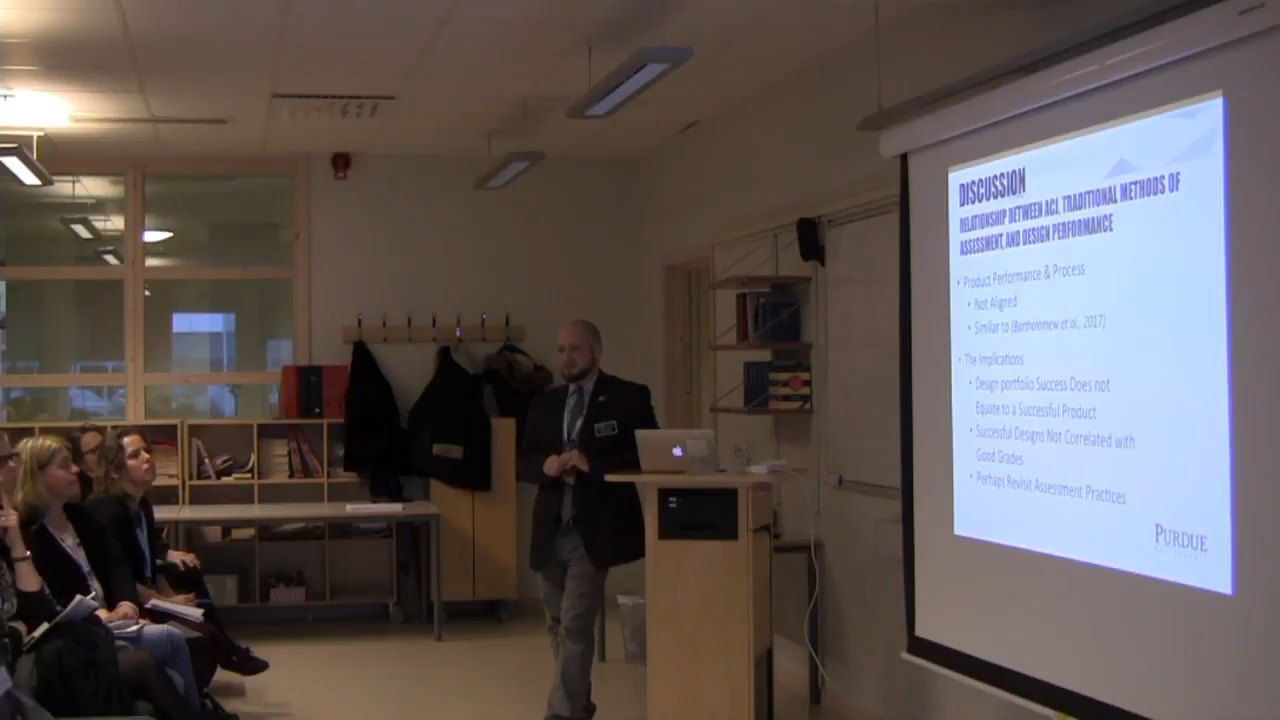 DISCUSSION
RELATIONSHIP BETWEEN ACJ, TRADITIONAL METHODS OF
ASSESSMENT, AND DESIGN PERFORMANCE
• Product Performance & Process
• Not Aligned
• Similar to (Bartholomew et al., 2017)
• The Implications
• Design portfolio Success Does not
Equate to a Successful Product
• Successful Designs Not Correlated with
Good Grades
• Perhaps Revisit Assessment Practices
PURDUE